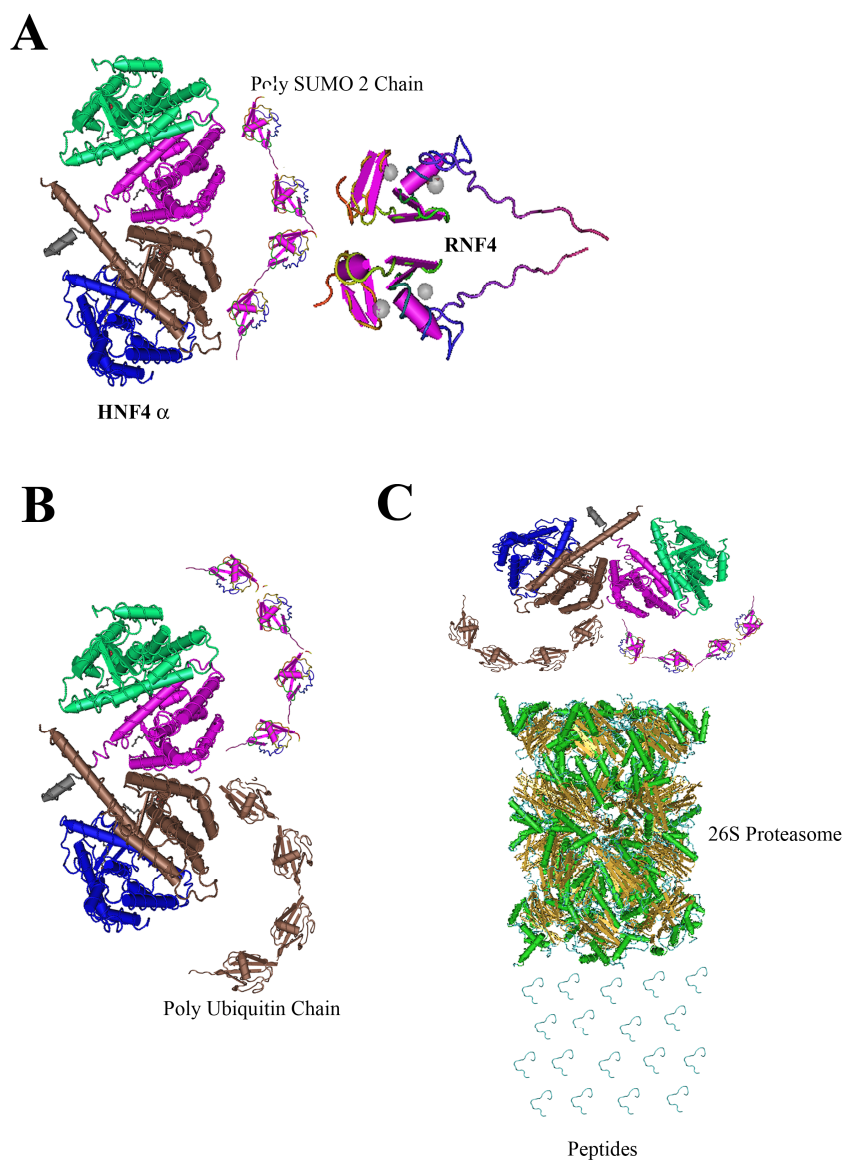 A
Poly SUMO 2 Chain
RNF4
HNF4 α
B
Poly Ubiquitin Chain
C
26S Proteasome
Peptides